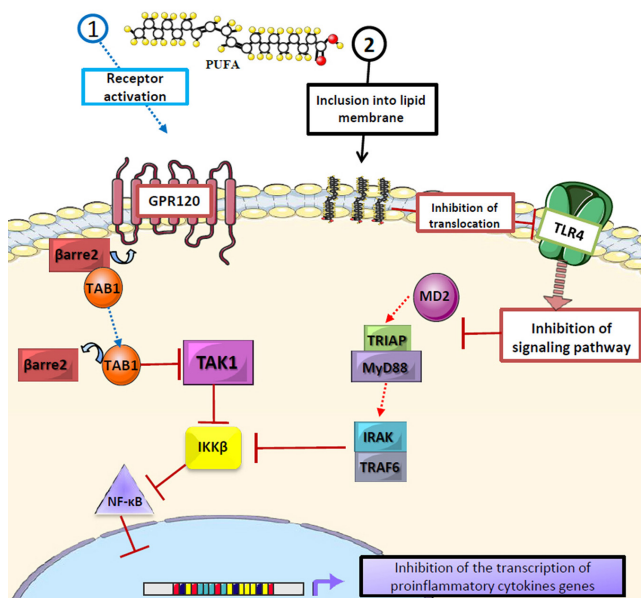 1
PUFA
2
Receptor
activation
Inclusion into lipid
membrane
GPR120
Inhibition of
translocation
TLR4
βarre2
TAB1
MD2
Inhibition of
signaling pathway
TRIAP
MyD88
βarre2
TAB1
TAK1
IKKβ
IRAK
TRAF6
NF-κB
Inhibition of the transcription of
proinflammatory cytokines genes